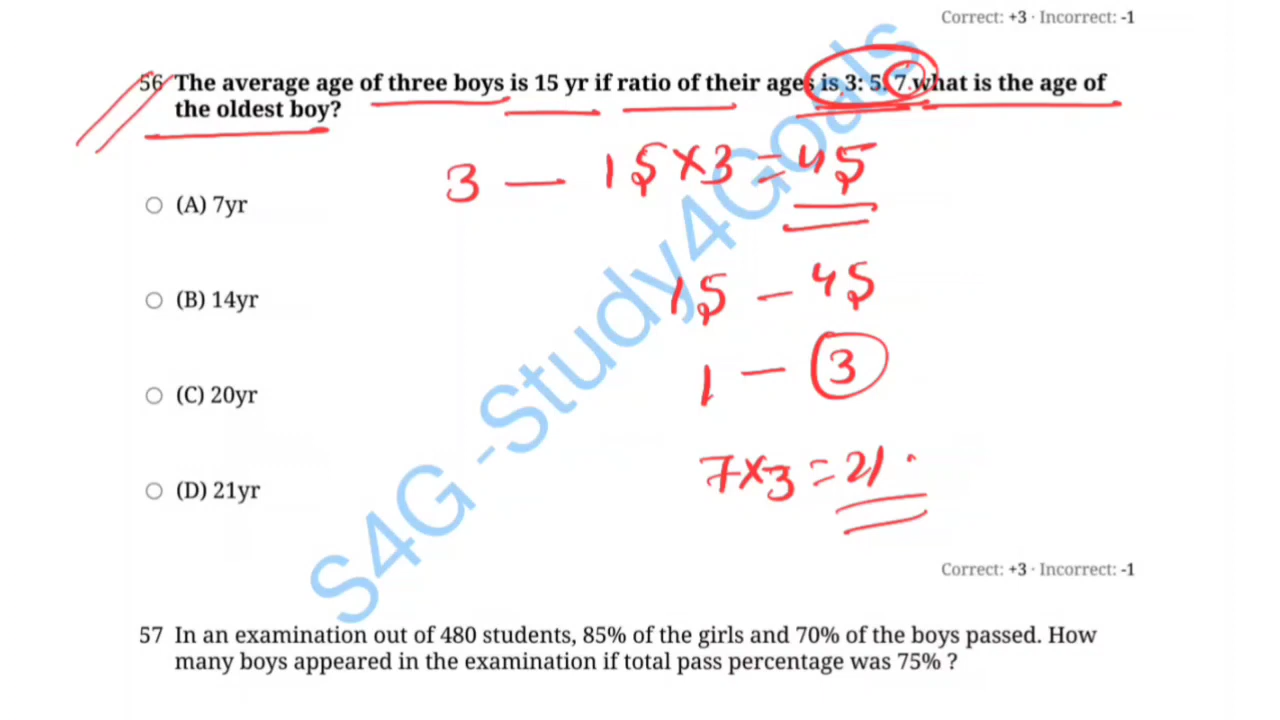 Correct: +3 · Incorrect: -1
56 The average age of three boys is 15 yr if ratio of their ages is 3: 5: 7.what is the age of
the oldest boy?
3 — 15×3 = 45
(A) 7yr
15 — 45
(B) 14yr
1 — 3
(C) 20yr
7×3 = 21
(D) 21yr
S4G -Study4Goals
Correct: +3 · Incorrect: -1
57 In an examination out of 480 students, 85% of the girls and 70% of the boys passed. How
many boys appeared in the examination if total pass percentage was 75% ?